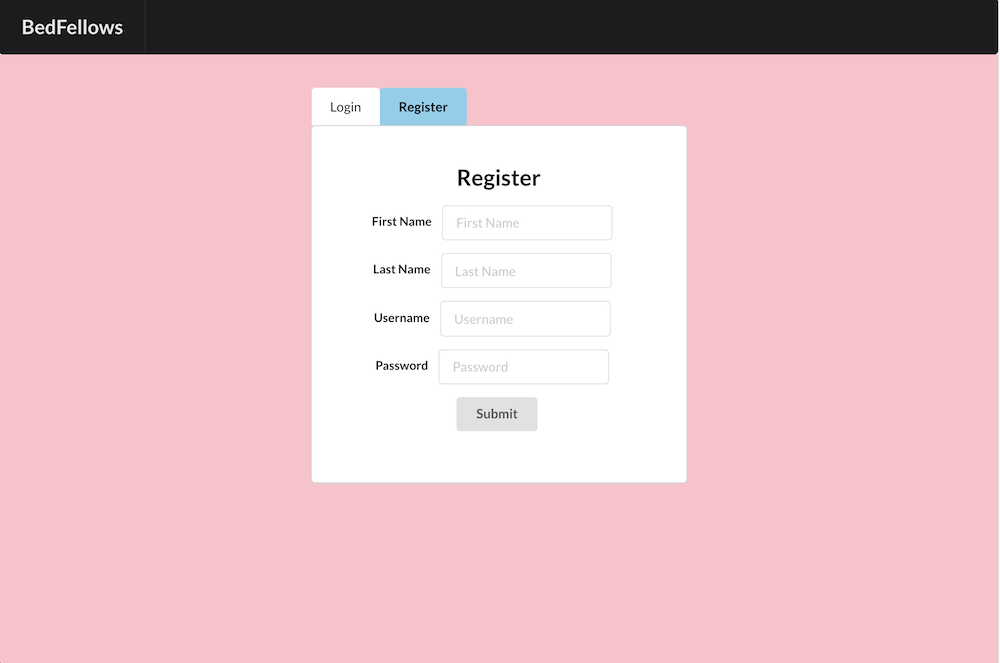 BedFellows
Login Register
Register
First Name First Name
Last Name Last Name
Username Username
Password Password
Submit